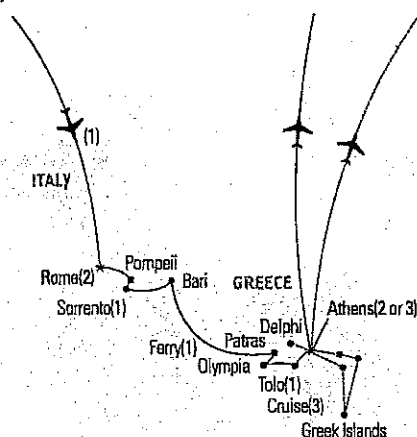 (1)
ITALY
Pompeii
Rome(2)
Bari
Sorrento(1)
GREECE
Athens(2 or 3)
Delphi
Patras
Ferry(1)
Olympia
Tolo(1)
Cruise(3)
Greek Islands